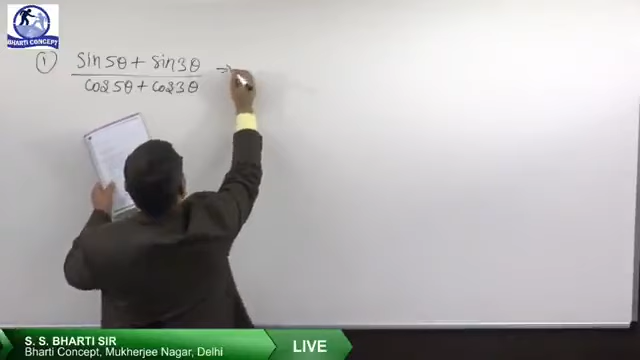 BHARTI CONCEPT
① sin5θ + sin3θ →
cos5θ + cos3θ
S. S. BHARTI SIR
Bharti Concept, Mukherjee Nagar, Delhi
LIVE